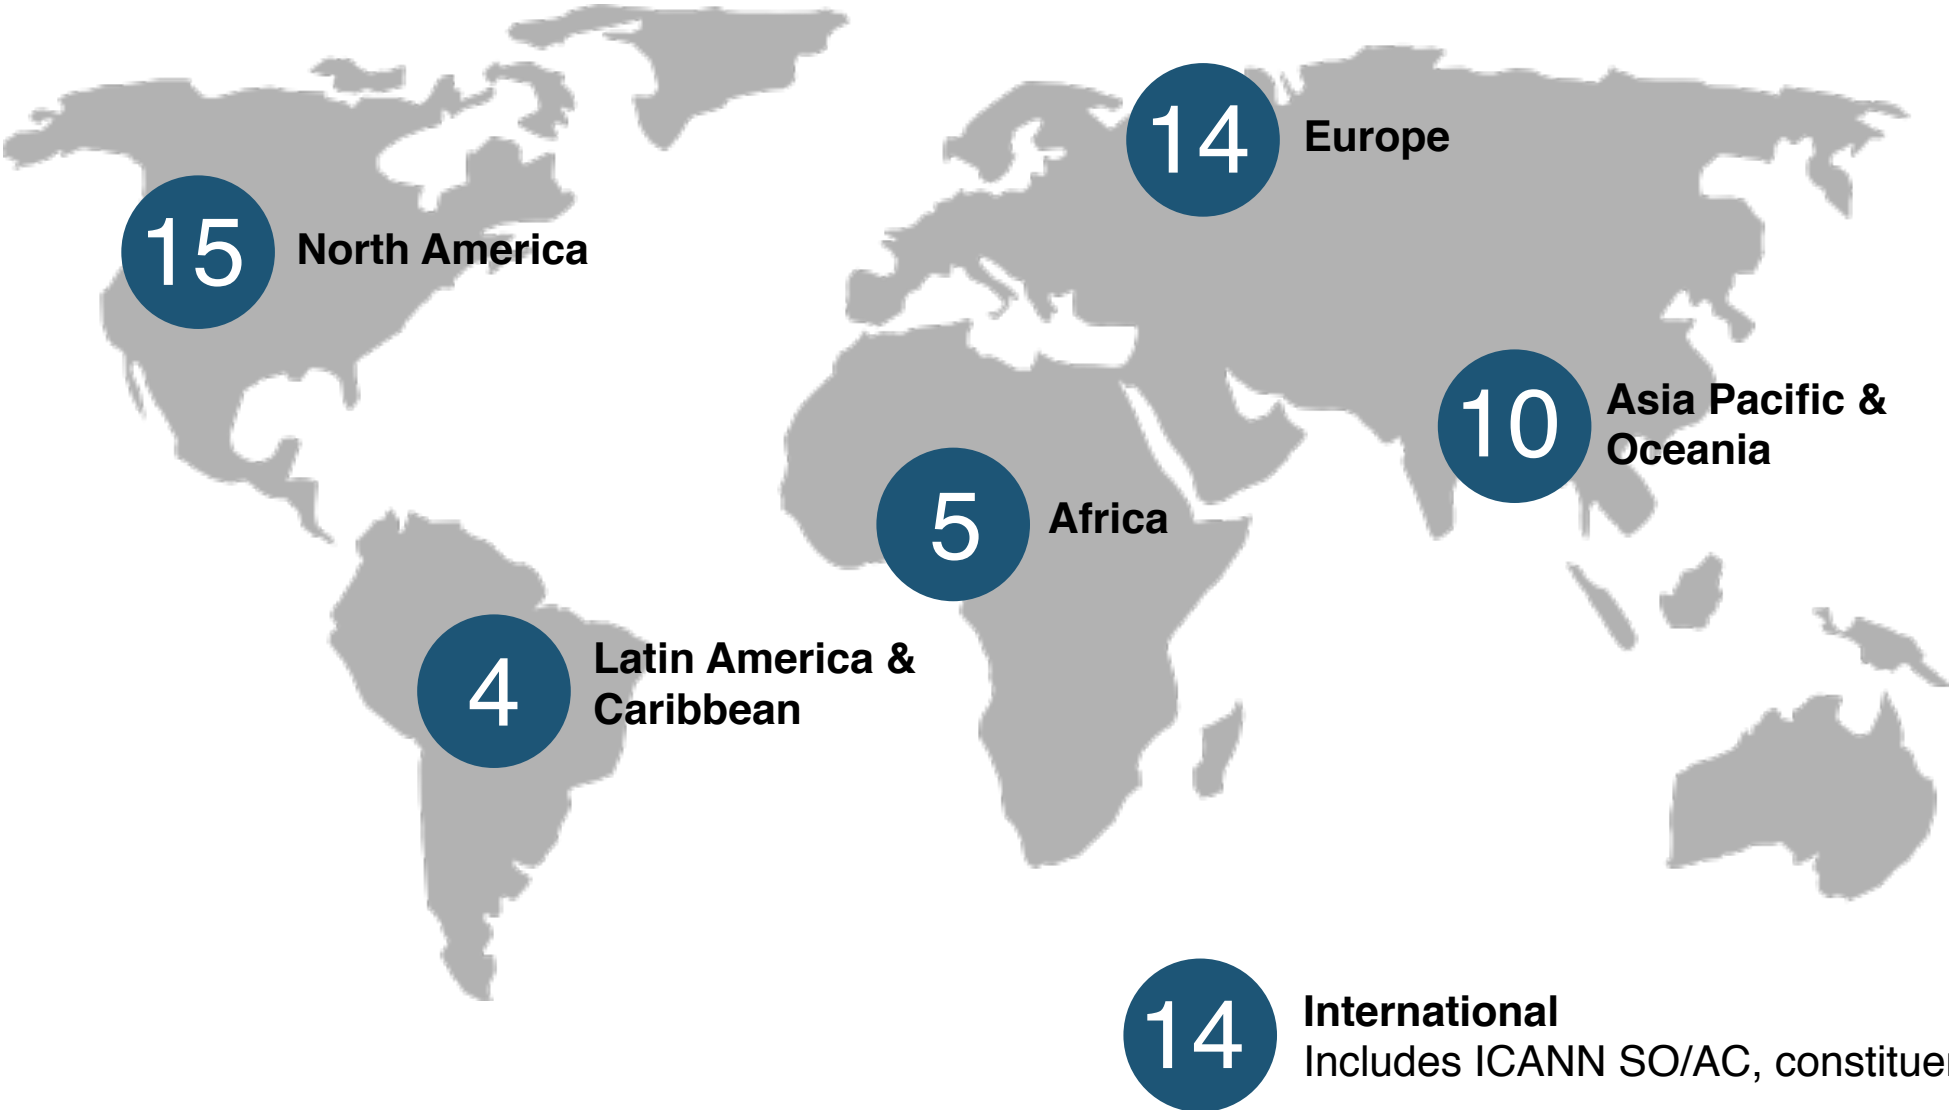 14
Europe
15
North America
10
Asia Pacific &
Oceania
5
Africa
4
Latin America &
Caribbean
14
International
Includes ICANN SO/AC,